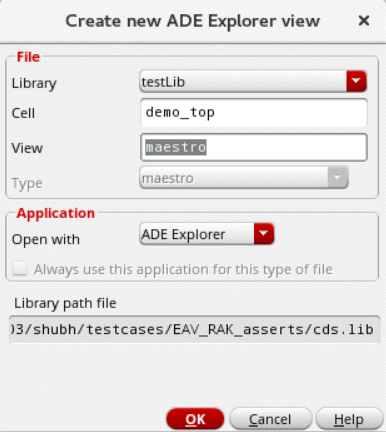 Create new ADE Explorer view
File
Library testLib
Cell demo_top
View maestro
Type maestro
Application
Open with ADE Explorer
Always use this application for this type of file
Library path file
/shubh/testcases/EAV_RAK_asserts/cds.lib
OK Cancel Help